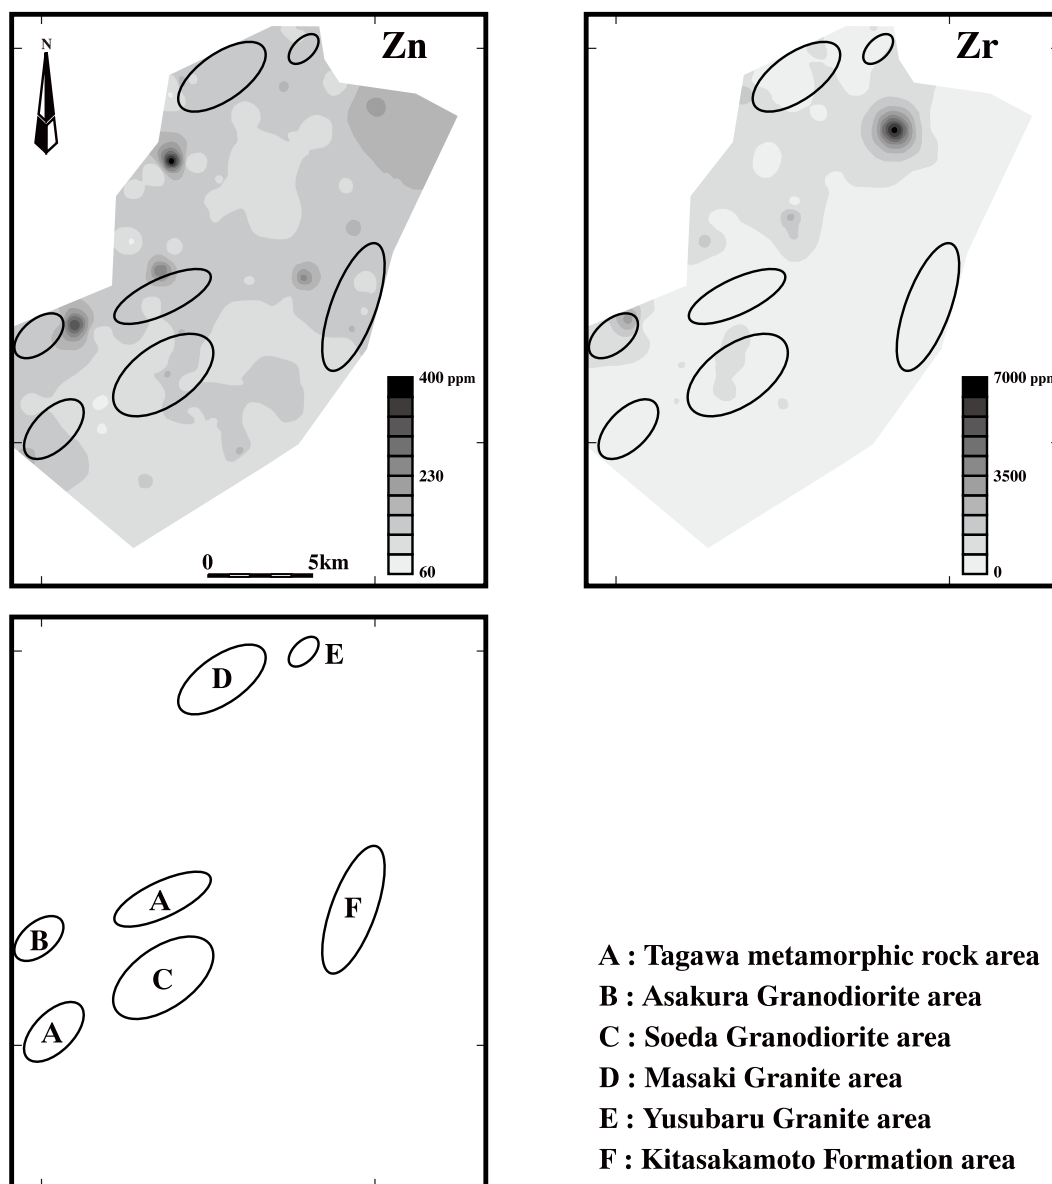 N
Zn
400 ppm
230
60
0 5km
Zr
7000 ppm
3500
0
D
E
A
B
C
F
A
A : Tagawa metamorphic rock area
B : Asakura Granodiorite area
C : Soeda Granodiorite area
D : Masaki Granite area
E : Yusubaru Granite area
F : Kitasakamoto Formation area